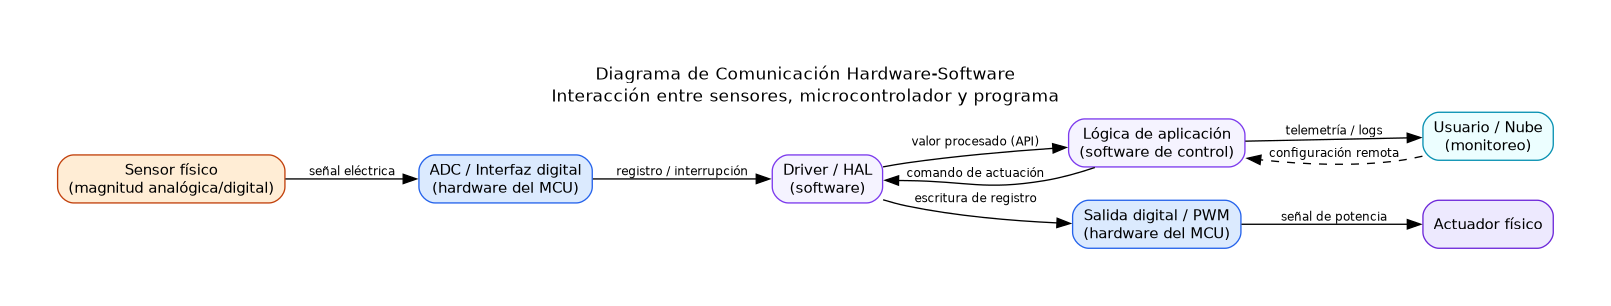 Diagrama de Comunicación Hardware-Software
Interacción entre sensores, microcontrolador y programa
Sensor físico
(magnitud analógica/digital)
señal eléctrica
ADC / Interfaz digital
(hardware del MCU)
registro / interrupción
Driver / HAL
(software)
valor procesado (API)
comando de actuación
escritura de registro
Lógica de aplicación
(software de control)
telemetría / logs
configuración remota
Usuario / Nube
(monitoreo)
Salida digital / PWM
(hardware del MCU)
señal de potencia
Actuador físico